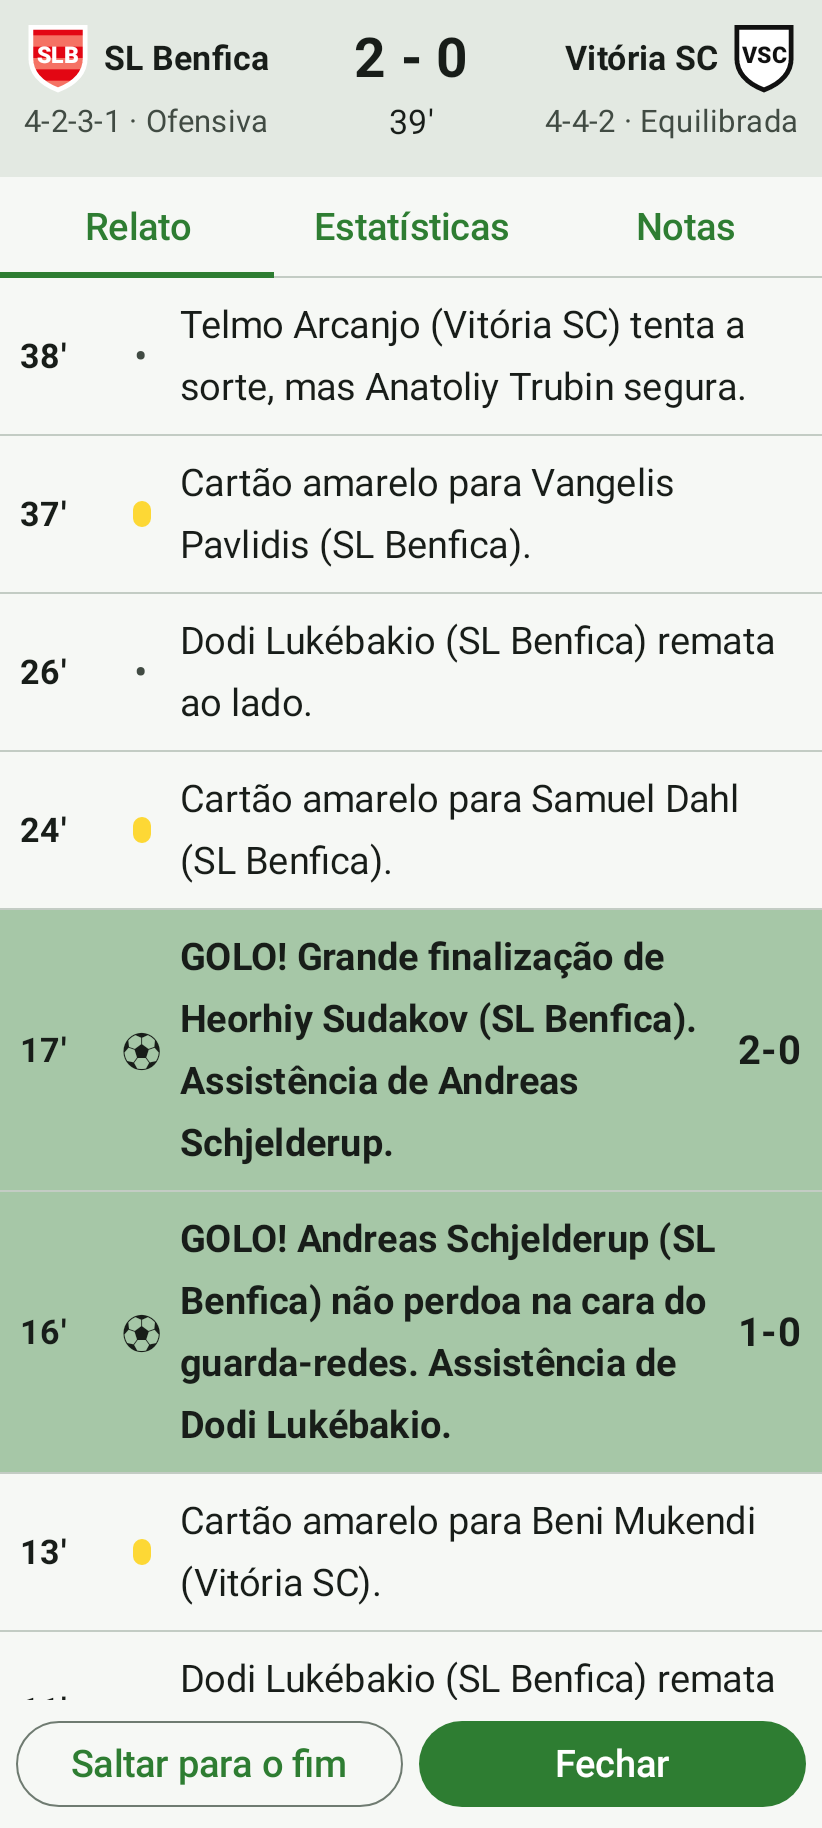 SLB SL Benfica 2 - 0 Vitória SC VSC
4-2-3-1 · Ofensiva 39' 4-4-2 · Equilibrada
Relato Estatísticas Notas
38' Telmo Arcanjo (Vitória SC) tenta a
sorte, mas Anatoliy Trubin segura.
37' Cartão amarelo para Vangelis
Pavlidis (SL Benfica).
26' Dodi Lukébakio (SL Benfica) remata
ao lado.
24' Cartão amarelo para Samuel Dahl
(SL Benfica).
17' GOLO! Grande finalização de
Heorhiy Sudakov (SL Benfica). 2-0
Assistência de Andreas
Schjelderup.
16' GOLO! Andreas Schjelderup (SL
Benfica) não perdoa na cara do 1-0
guarda-redes. Assistência de
Dodi Lukébakio.
13' Cartão amarelo para Beni Mukendi
(Vitória SC).
Dodi Lukébakio (SL Benfica) remata
Saltar para o fim Fechar